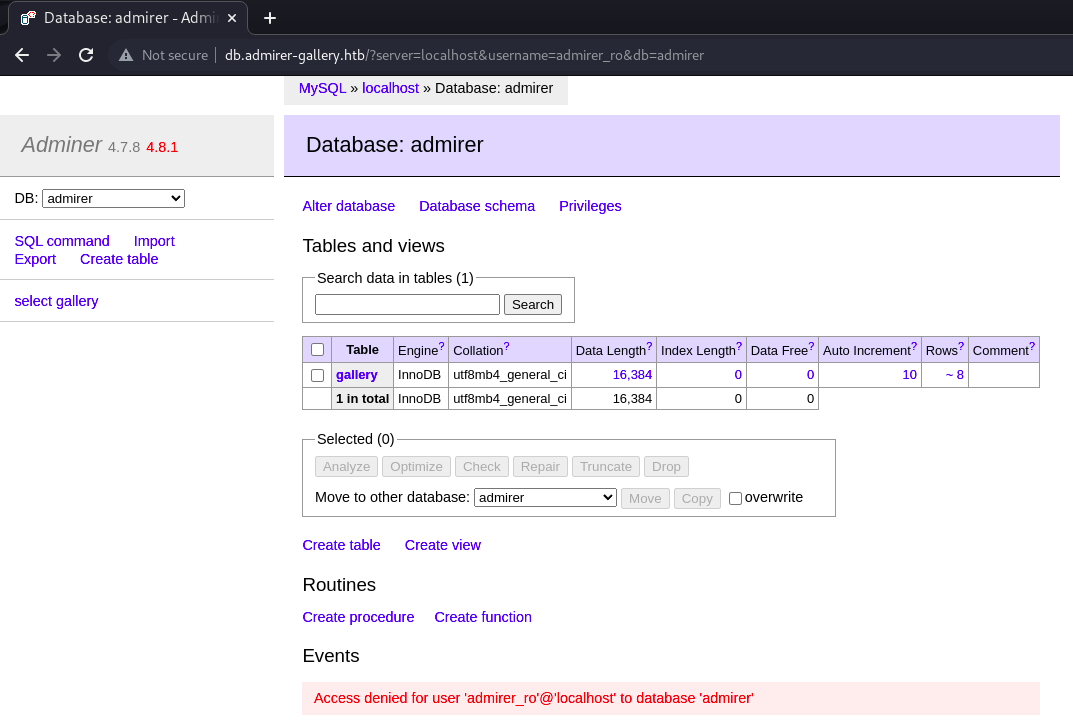 Database: admirer - Admi
Not secure db.admirer-gallery.htb/?server=localhost&username=admirer_ro&db=admirer
MySQL » localhost » Database: admirer
Adminer 4.7.8 4.8.1
Database: admirer
DB: admirer
SQL command Import
Export Create table
select gallery
Alter database Database schema Privileges
Tables and views
Search data in tables (1)
Search
Table Engine? Collation? Data Length? Index Length? Data Free? Auto Increment? Rows? Comment?
gallery InnoDB utf8mb4_general_ci 16,384 0 0 10 ~ 8
1 in total InnoDB utf8mb4_general_ci 16,384 0 0
Selected (0)
Analyze Optimize Check Repair Truncate Drop
Move to other database: admirer Move Copy overwrite
Create table Create view
Routines
Create procedure Create function
Events
Access denied for user 'admirer_ro'@'localhost' to database 'admirer'